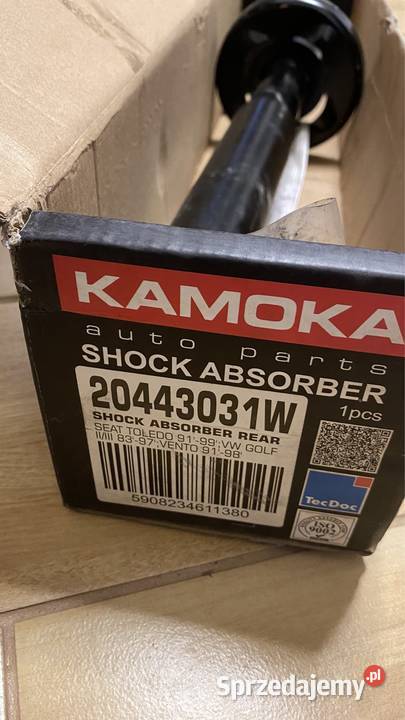 KAMOKA
auto parts
SHOCK ABSORBER
1pcs
20443031W
SHOCK ABSORBER REAR
SEAT TOLEDO 91'-99';VW GOLF
II/III 83'-97';VENTO 91'-98'
5908234611380
TecDoc
ISO
9002
Sprzedajemy.pl